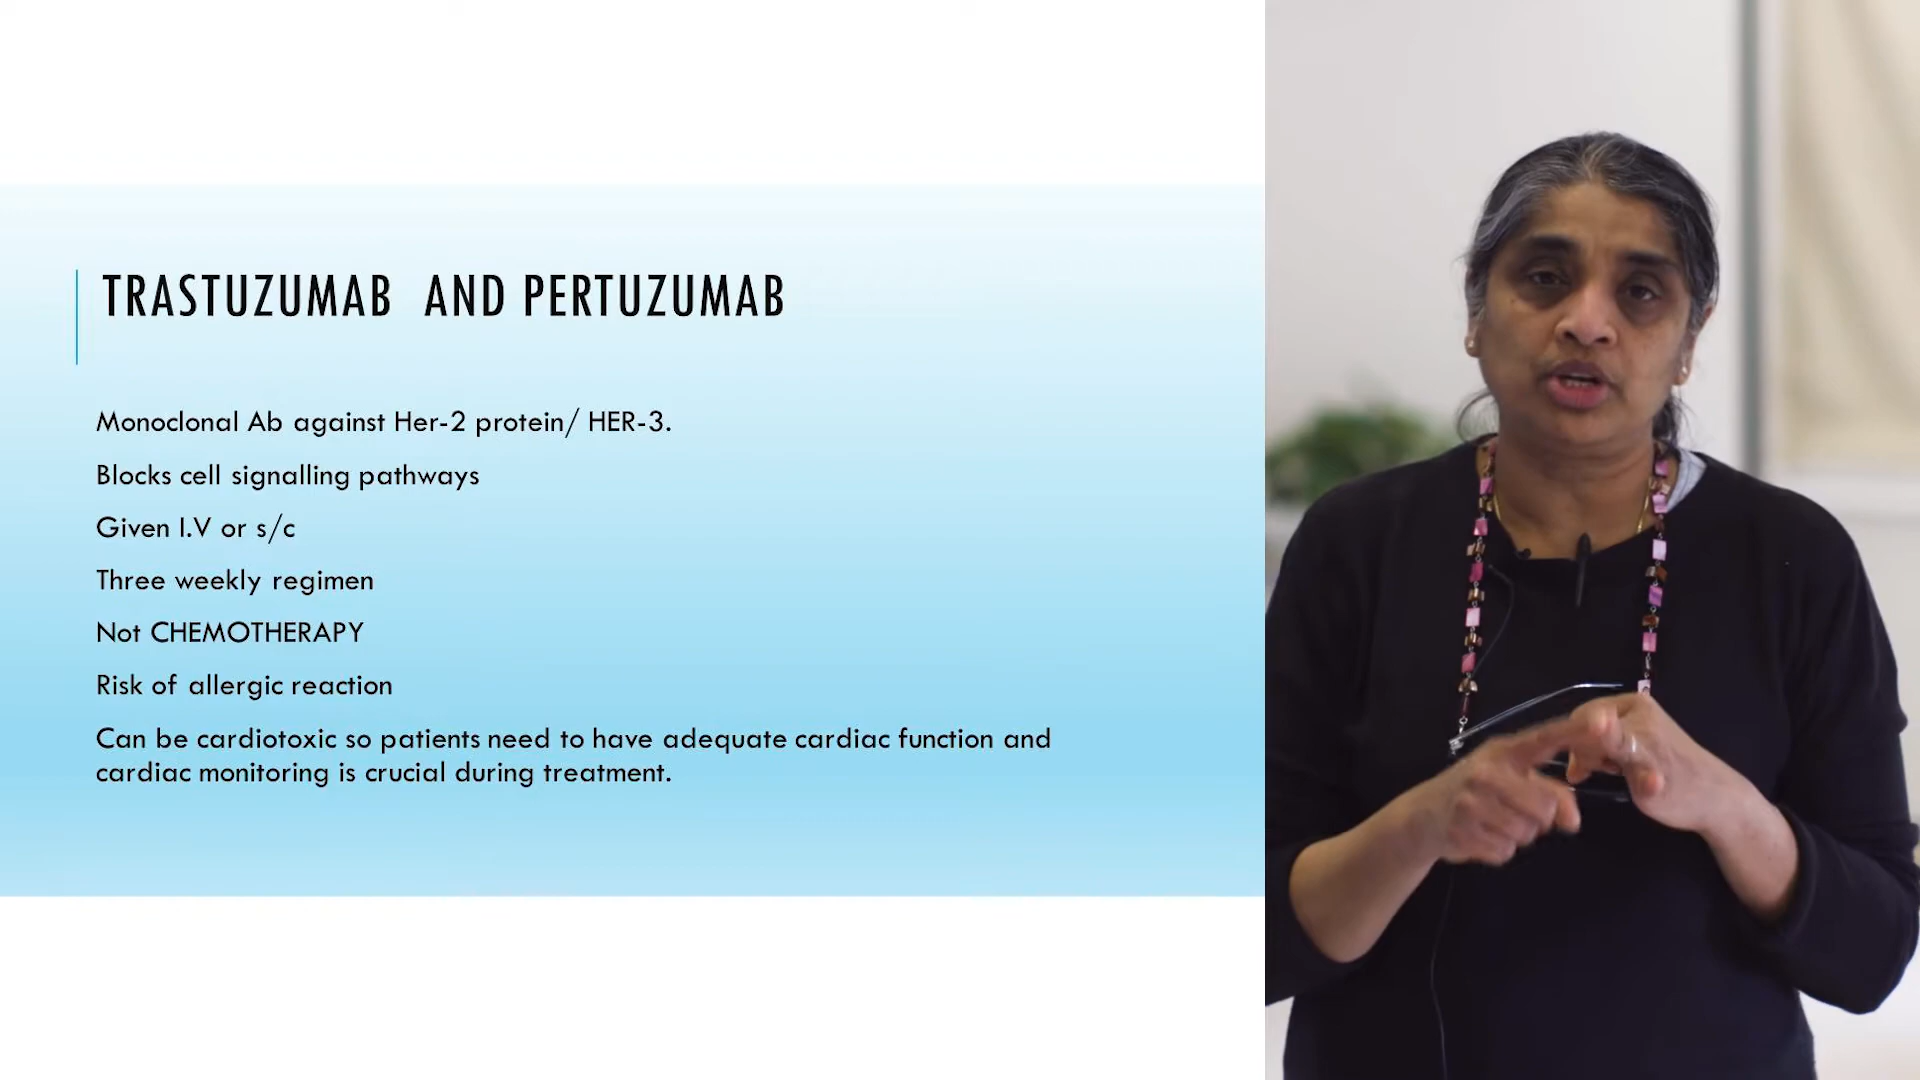 TRASTUZUMAB AND PERTUZUMAB
Monoclonal Ab against Her-2 protein/ HER-3.
Blocks cell signalling pathways
Given I.V or s/c
Three weekly regimen
Not CHEMOTHERAPY
Risk of allergic reaction
Can be cardiotoxic so patients need to have adequate cardiac function and
cardiac monitoring is crucial during treatment.